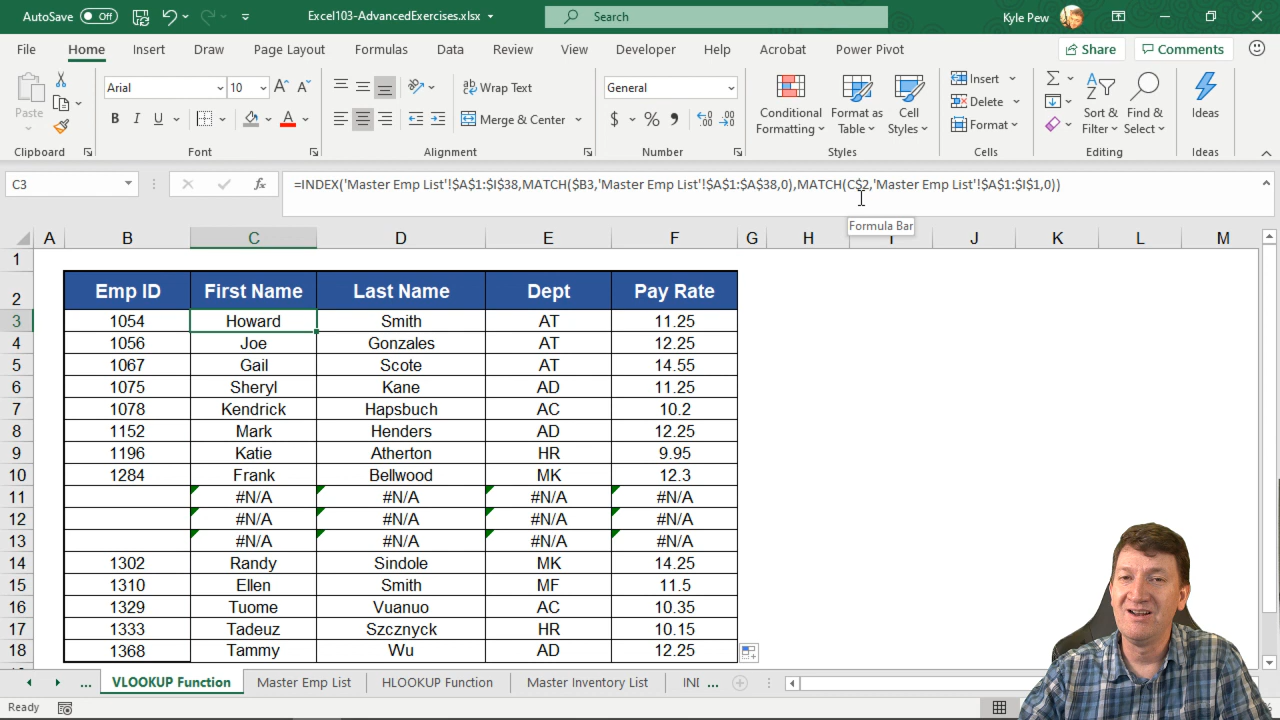 AutoSave Off Excel103-AdvancedExercises.xlsx Search Kyle Pew
File Home Insert Draw Page Layout Formulas Data Review View Developer Help Acrobat Power Pivot Share Comments
Paste Arial 10 Wrap Text General Conditional Formatting Format as Table Cell Styles Insert Sort & Filter Find & Select Ideas
B I U Merge & Center $ % Delete
Format
Clipboard Font Alignment Number Styles Cells Editing Ideas
C3 fx =INDEX('Master Emp List'!$A$1:$I$38,MATCH($B3,'Master Emp List'!$A$1:$A$38,0),MATCH(C$2,'Master Emp List'!$A$1:$I$1,0))
Formula Bar
A B C D E F G H I J K L M
1
2 Emp ID First Name Last Name Dept Pay Rate
3 1054 Howard Smith AT 11.25
4 1056 Joe Gonzales AT 12.25
5 1067 Gail Scote AT 14.55
6 1075 Sheryl Kane AD 11.25
7 1078 Kendrick Hapsbuch AC 10.2
8 1152 Mark Henders AD 12.25
9 1196 Katie Atherton HR 9.95
10 1284 Frank Bellwood MK 12.3
11 #N/A #N/A #N/A #N/A
12 #N/A #N/A #N/A #N/A
13 #N/A #N/A #N/A #N/A
14 1302 Randy Sindole MK 14.25
15 1310 Ellen Smith MF 11.5
16 1329 Tuome Vuanuo AC 10.35
17 1333 Tadeuz Szcznyck HR 10.15
18 1368 Tammy Wu AD 12.25
... VLOOKUP Function Master Emp List HLOOKUP Function Master Inventory List ...
Ready